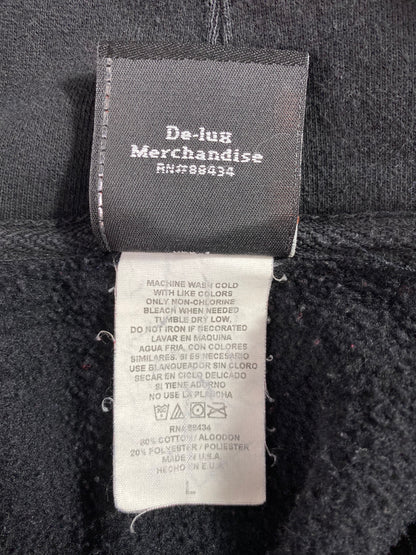 De-lux
Merchandise
RN#88434
MACHINE WASH COLD
WITH LIKE COLORS
ONLY NON-CHLORINE
BLEACH WHEN NEEDED
TUMBLE DRY LOW.
DO NOT IRON IF DECORATED
LAVAR EN MAQUINA
AGUA FRIA, CON COLORES
SIMILARES. SI ES NECESARIO
USE BLANQUEADOR SIN CLORO
SECAR EN CICLO DELICADO
SI TIENE ADORNO
NO USE LA PLANCHA
RN# 88434
80% COTTON / ALGODON
20% POLYESTER / POLIESTER
MADE IN U.S.A.
HECHO EN E.U.A.
L